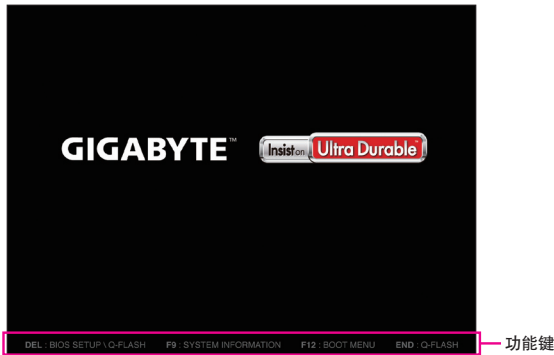 GIGABYTE™
Insist on Ultra Durable™
DEL : BIOS SETUP \ Q-FLASH F9 : SYSTEM INFORMATION F12 : BOOT MENU END : Q-FLASH
功能键